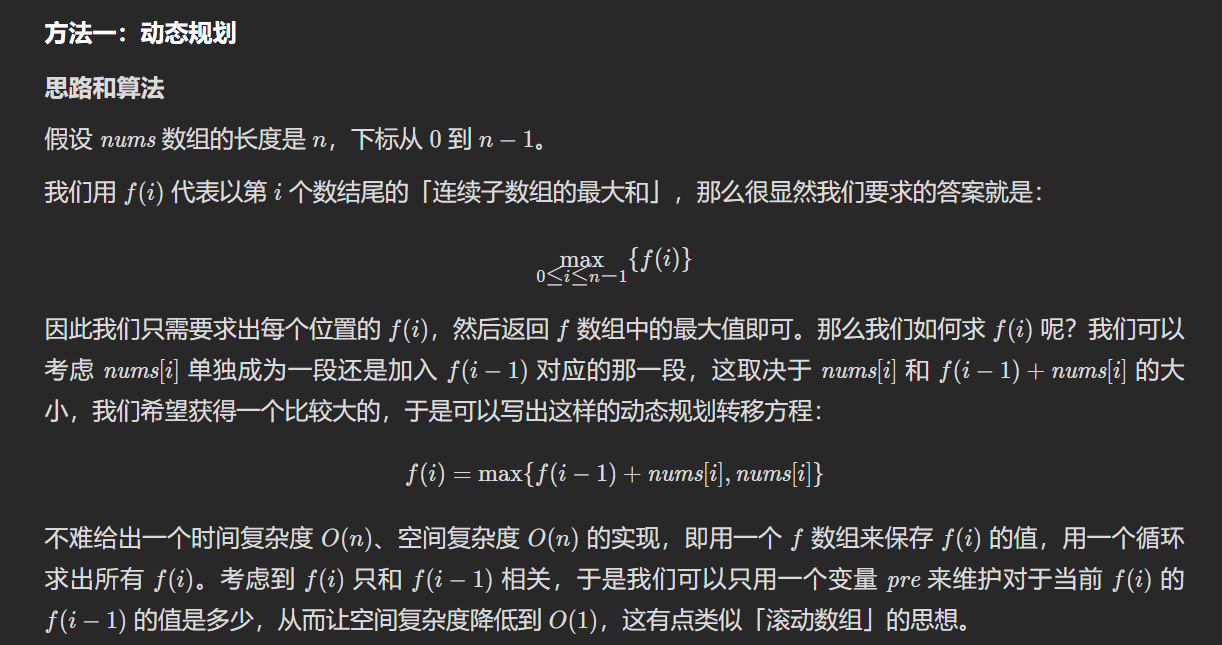 方法一：动态规划
思路和算法
假设 nums 数组的长度是 n，下标从 0 到 n − 1。
我们用 f(i) 代表以第 i 个数结尾的「连续子数组的最大和」，那么很显然我们要求的答案就是：
max {f(i)}
0≤i≤n−1
因此我们只需要求出每个位置的 f(i)，然后返回 f 数组中的最大值即可。那么我们如何求 f(i) 呢？我们可以
考虑 nums[i] 单独成为一段还是加入 f(i − 1) 对应的那一段，这取决于 nums[i] 和 f(i − 1) + nums[i] 的大
小，我们希望获得一个比较大的，于是可以写出这样的动态规划转移方程：
f(i) = max{f(i − 1) + nums[i], nums[i]}
不难给出一个时间复杂度 O(n)、空间复杂度 O(n) 的实现，即用一个 f 数组来保存 f(i) 的值，用一个循环
求出所有 f(i)。考虑到 f(i) 只和 f(i − 1) 相关，于是我们可以只用一个变量 pre 来维护对于当前 f(i) 的
f(i − 1) 的值是多少，从而让空间复杂度降低到 O(1)，这有点类似「滚动数组」的思想。